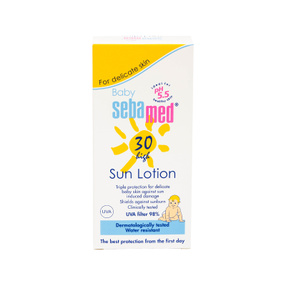 For delicate skin
Baby
sebamed®
pH
5.5
30
high
Sun Lotion
Triple protection for delicate
baby skin against sun
induced damage
Shields against sunburn
Clinically tested
UVA filter 98%
UVA
Dermatologically tested
Water resistant
The best protection from the first day